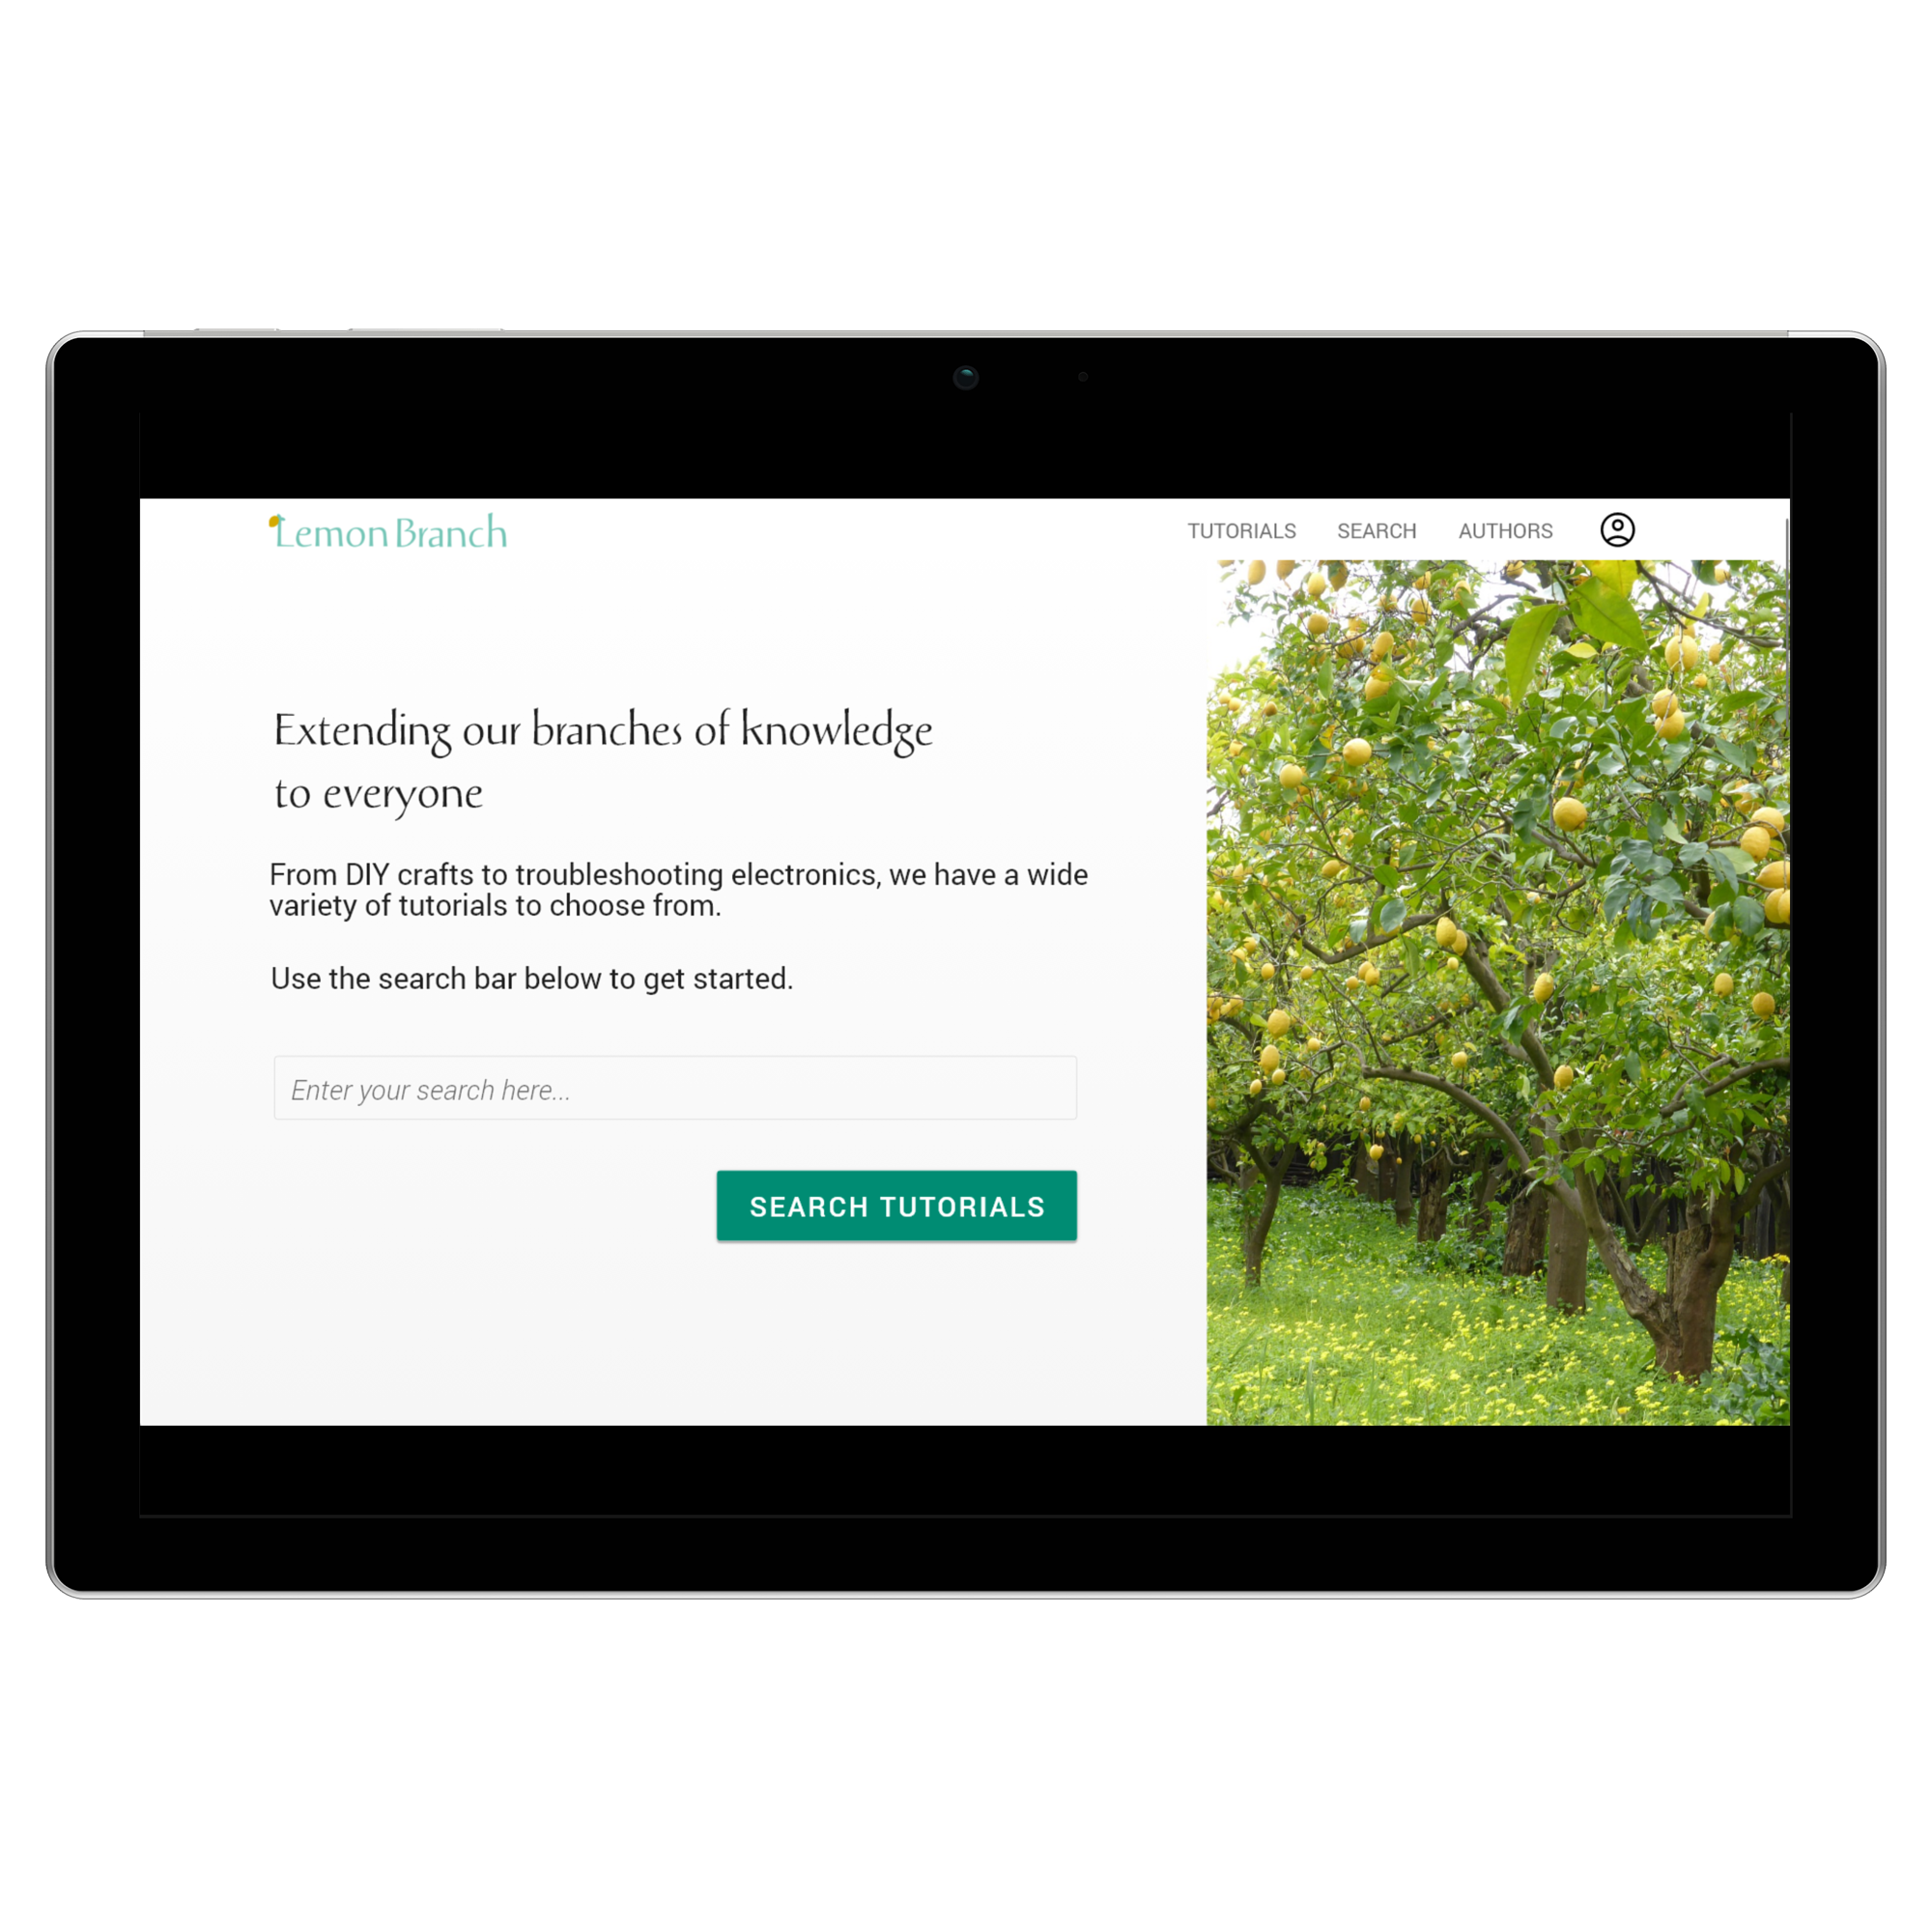 Lemon Branch
TUTORIALS SEARCH AUTHORS
Extending our branches of knowledge
to everyone
From DIY crafts to troubleshooting electronics, we have a wide
variety of tutorials to choose from.
Use the search bar below to get started.
Enter your search here...
SEARCH TUTORIALS